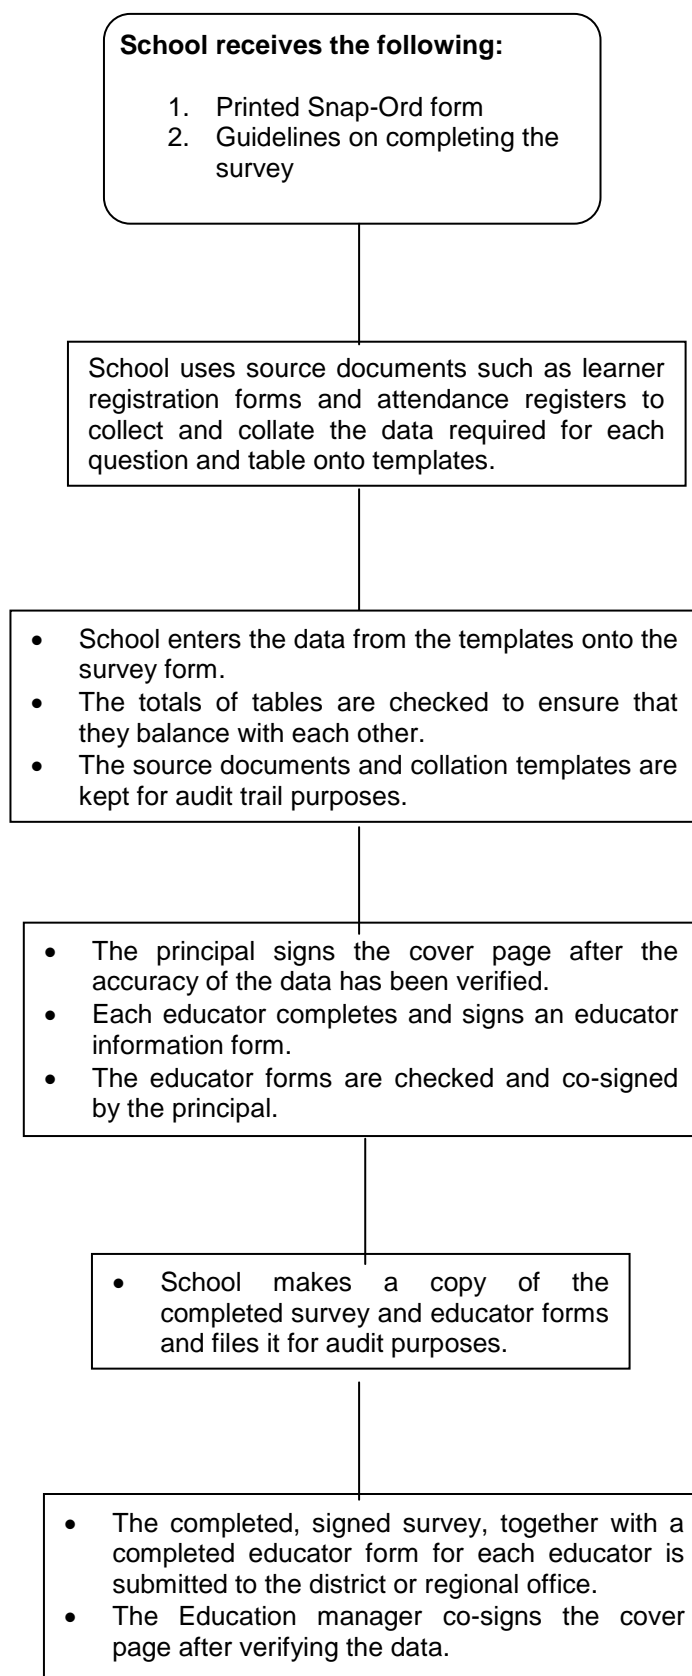 School receives the following:
1. Printed Snap-Ord form
2. Guidelines on completing the
survey
School uses source documents such as learner
registration forms and attendance registers to
collect and collate the data required for each
question and table onto templates.
• School enters the data from the templates onto the
survey form.
• The totals of tables are checked to ensure that
they balance with each other.
• The source documents and collation templates are
kept for audit trail purposes.
• The principal signs the cover page after the
accuracy of the data has been verified.
• Each educator completes and signs an educator
information form.
• The educator forms are checked and co-signed
by the principal.
• School makes a copy of the
completed survey and educator forms
and files it for audit purposes.
• The completed, signed survey, together with a
completed educator form for each educator is
submitted to the district or regional office.
• The Education manager co-signs the cover
page after verifying the data.